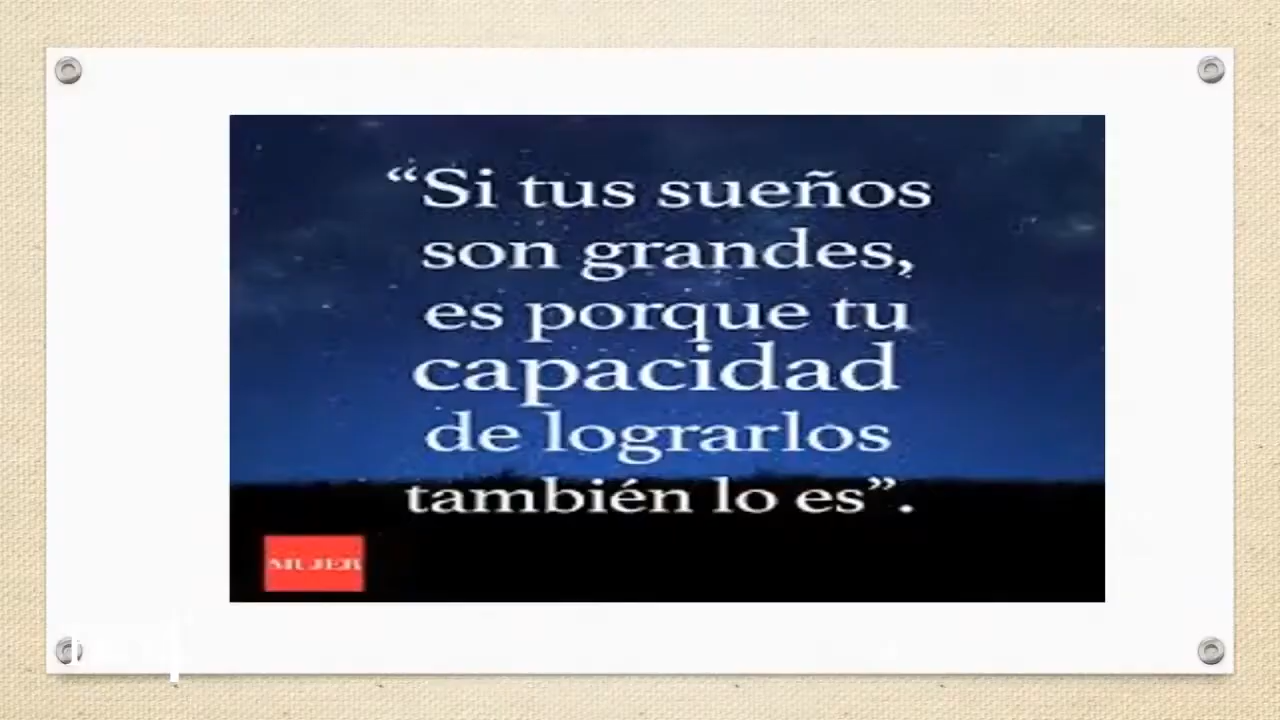 “Si tus sueños
son grandes,
es porque tu
capacidad
de lograrlos
también lo es”.
MUJER